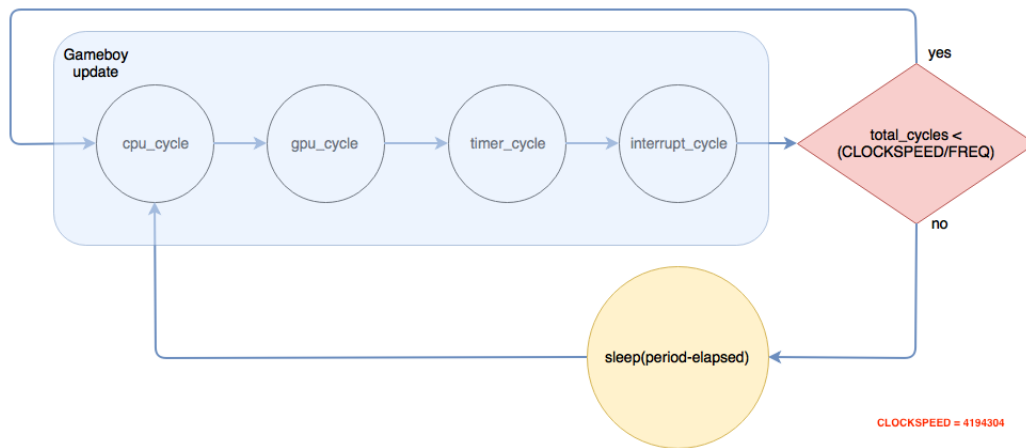 Gameboy
update
cpu_cycle
gpu_cycle
timer_cycle
interrupt_cycle
yes
total_cycles <
(CLOCKSPEED/FREQ)
no
sleep(period-elapsed)
CLOCKSPEED = 4194304